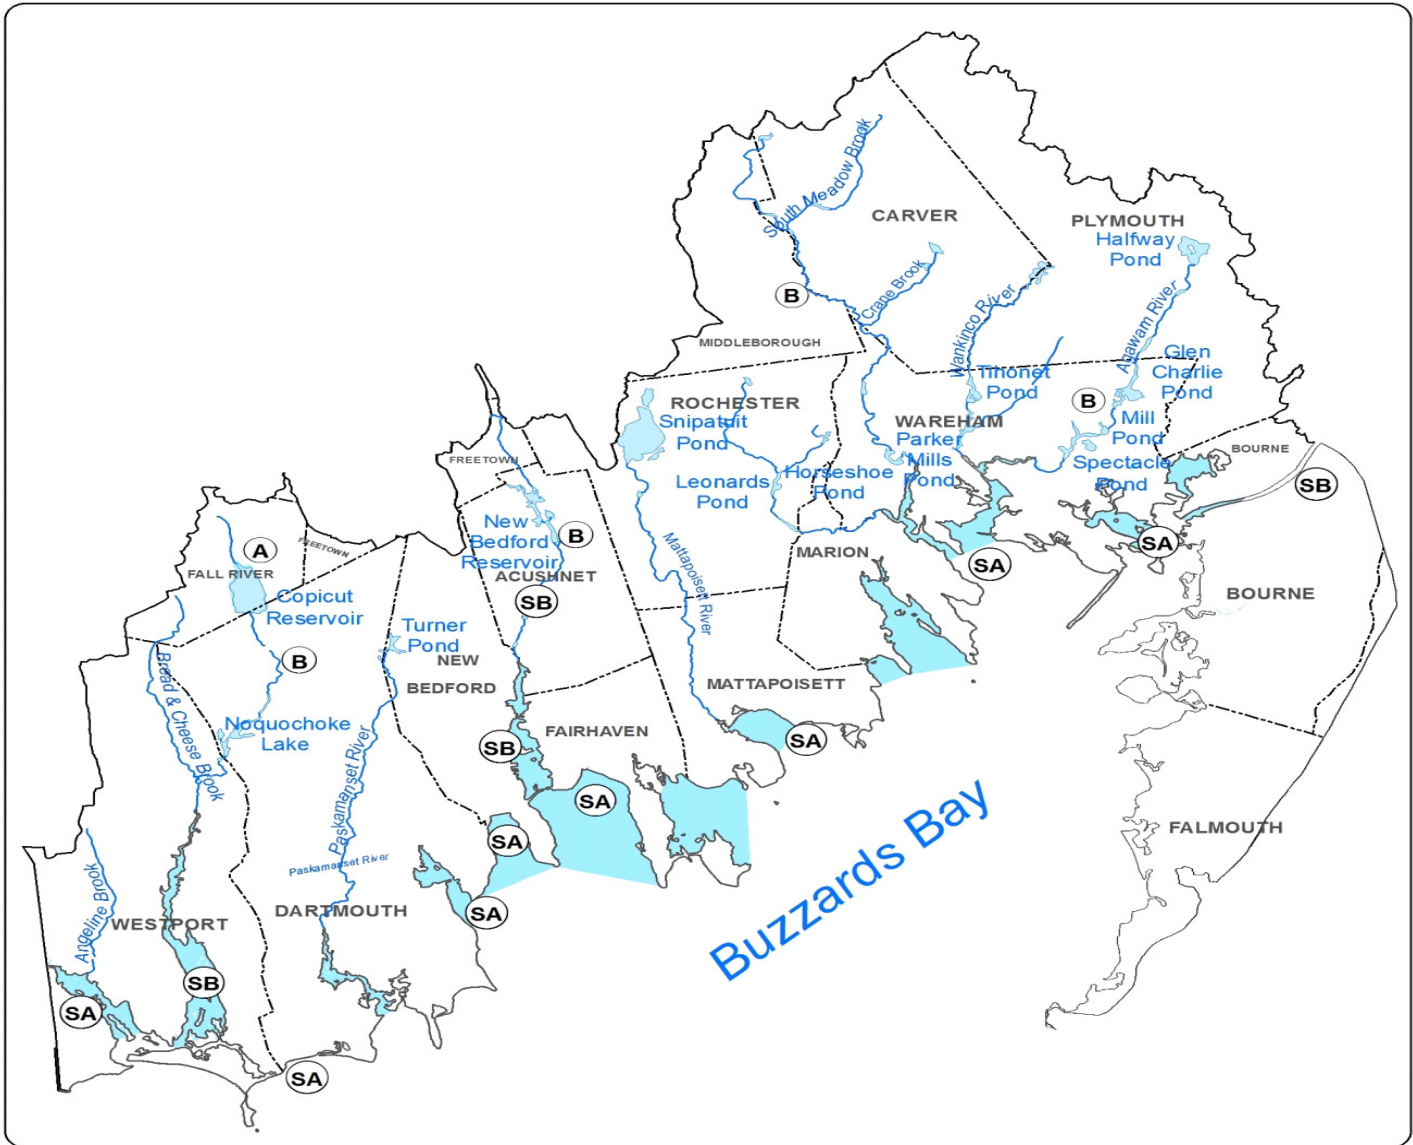 South Meadow Brook
CARVER
PLYMOUTH
Halfway
Pond
B
Crane Brook
Wankinco River
Agawam River
MIDDLEBOROUGH
Glen
Charlie
Pond
Tihonet
Pond
B
ROCHESTER
Snipatuit
Pond
WAREHAM
Mill
Pond
Parker
Mills
Pond
BOURNE
FREETOWN
Leonards
Pond
Horseshoe
Pond
Spectacle
Pond
SB
New
Bedford
Reservoir
B
A
FREETOWN
FALL RIVER
ACUSHNET
Mattapoisett River
MARION
SA
SA
Copicut
Reservoir
SB
BOURNE
Turner
Pond
B
NEW
BEDFORD
Bread & Cheese Brook
MATTAPOISETT
Noquochoke
Lake
Paskamanset River
SB
FAIRHAVEN
SA
SA
SA
Buzzards Bay
FALMOUTH
Paskamanset River
Angeline Brook
WESTPORT
DARTMOUTH
SA
SB
SA
SA